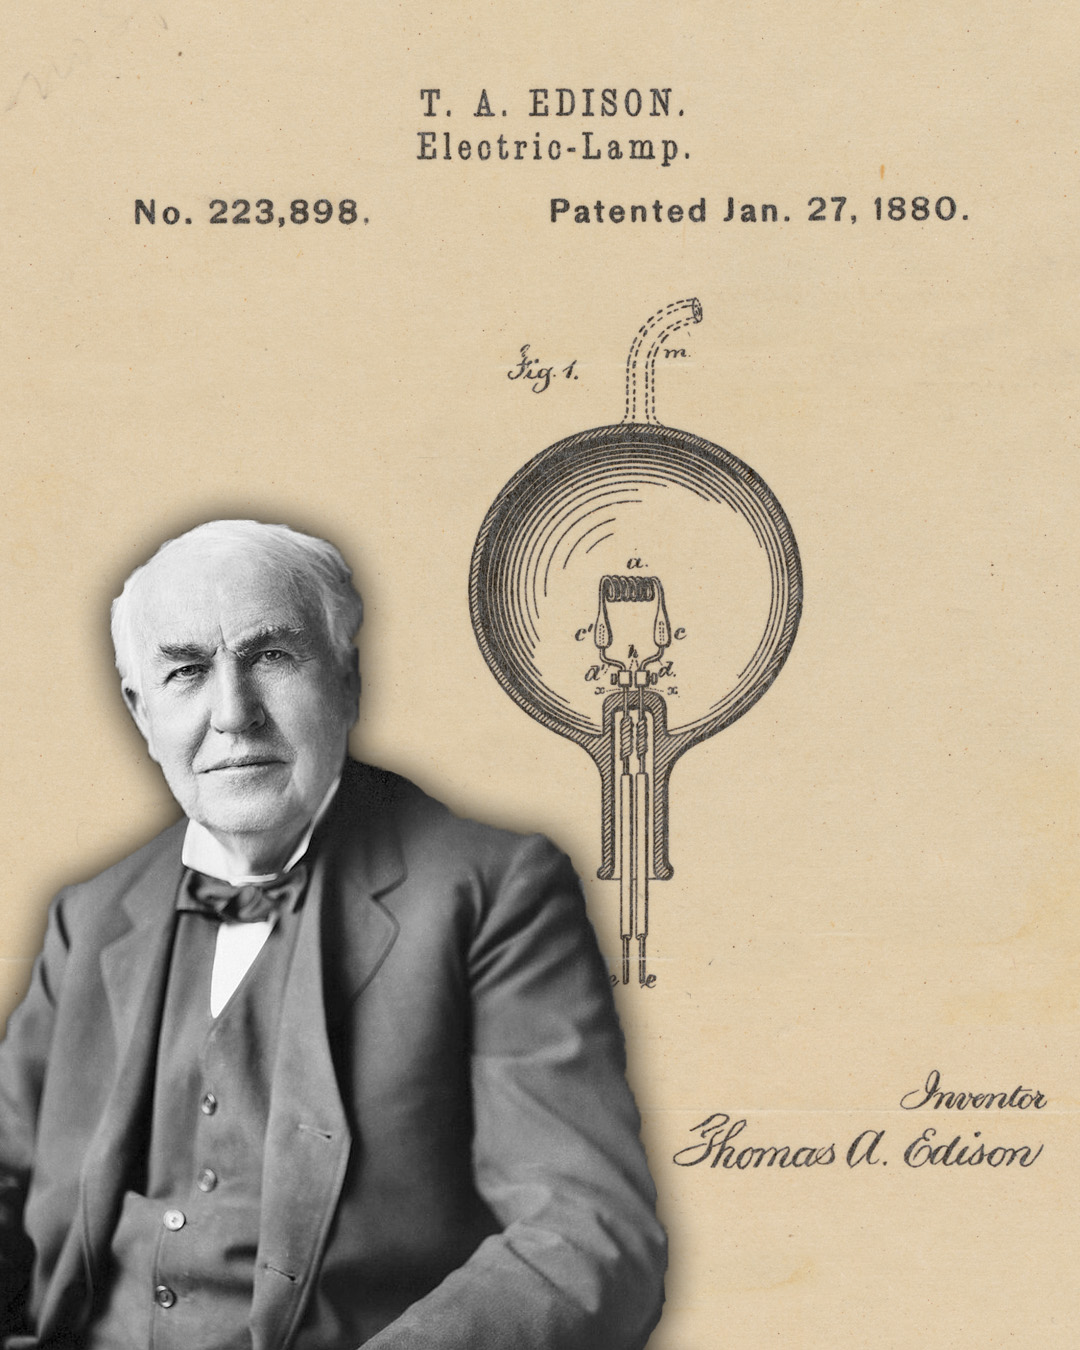 T. A. EDISON.
Electric-Lamp.
No. 223,898. Patented Jan. 27, 1880.
Fig. 1.
m.
a.
c' c
h
d' d.
x x
e e
Inventor
Thomas A. Edison